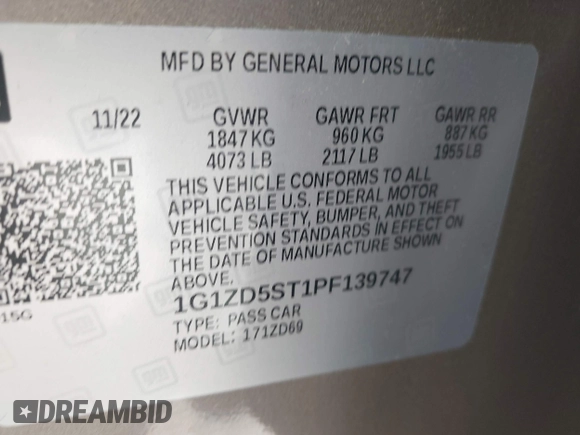 MFD BY GENERAL MOTORS LLC
11/22 GVWR GAWR FRT GAWR RR
1847 KG 960 KG 887 KG
4073 LB 2117 LB 1955 LB
THIS VEHICLE CONFORMS TO ALL
APPLICABLE U.S. FEDERAL MOTOR
VEHICLE SAFETY, BUMPER, AND THEFT
PREVENTION STANDARDS IN EFFECT ON
THE DATE OF MANUFACTURE SHOWN
ABOVE.
1G1ZD5ST1PF139747
TYPE: PASS CAR
MODEL: 171ZD69
15G
DREAMBID